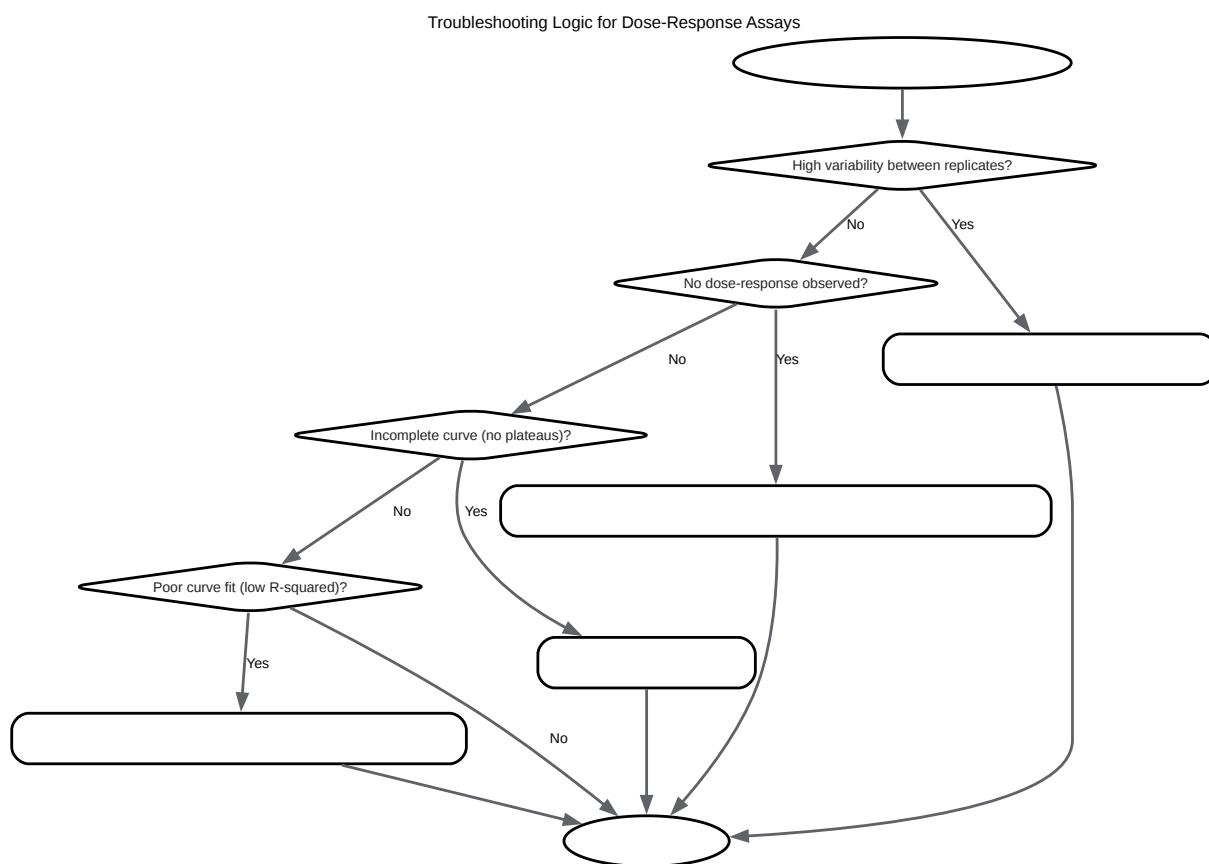 Troubleshooting Logic for Dose-Response Assays
High variability between replicates?
No
Yes
No dose-response observed?
No
Yes
Incomplete curve (no plateaus)?
No
Yes
Poor curve fit (low R-squared)?
Yes
No